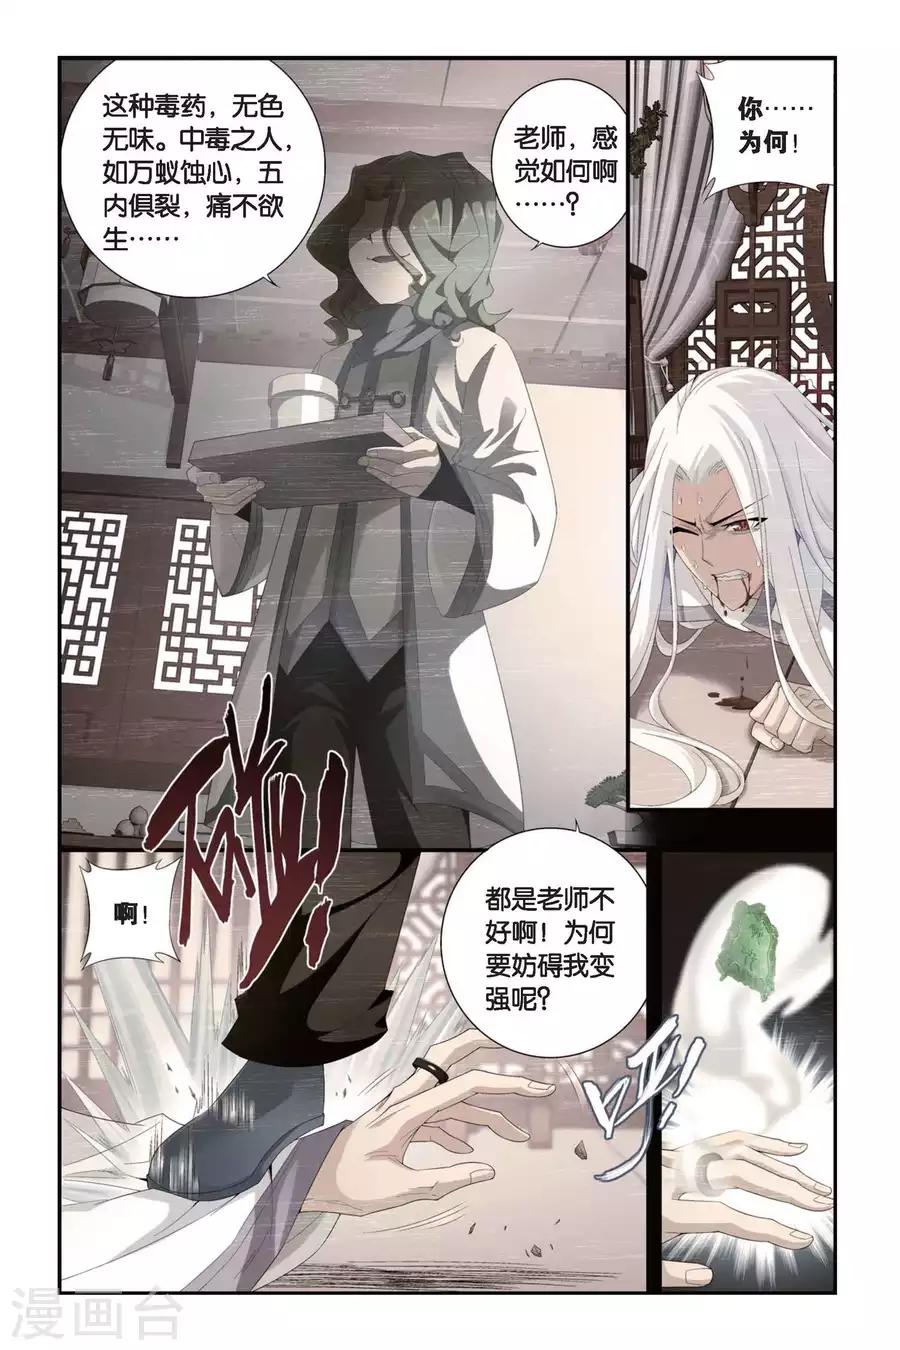 这种毒药，无色
无味。中毒之人，
如万蚁蚀心，五
内俱裂，痛不欲
生……
老师，感
觉如何啊
……？
你……
为何！
啊！
都是老师不
好啊！为何
要妨碍我变
强呢？
漫画台